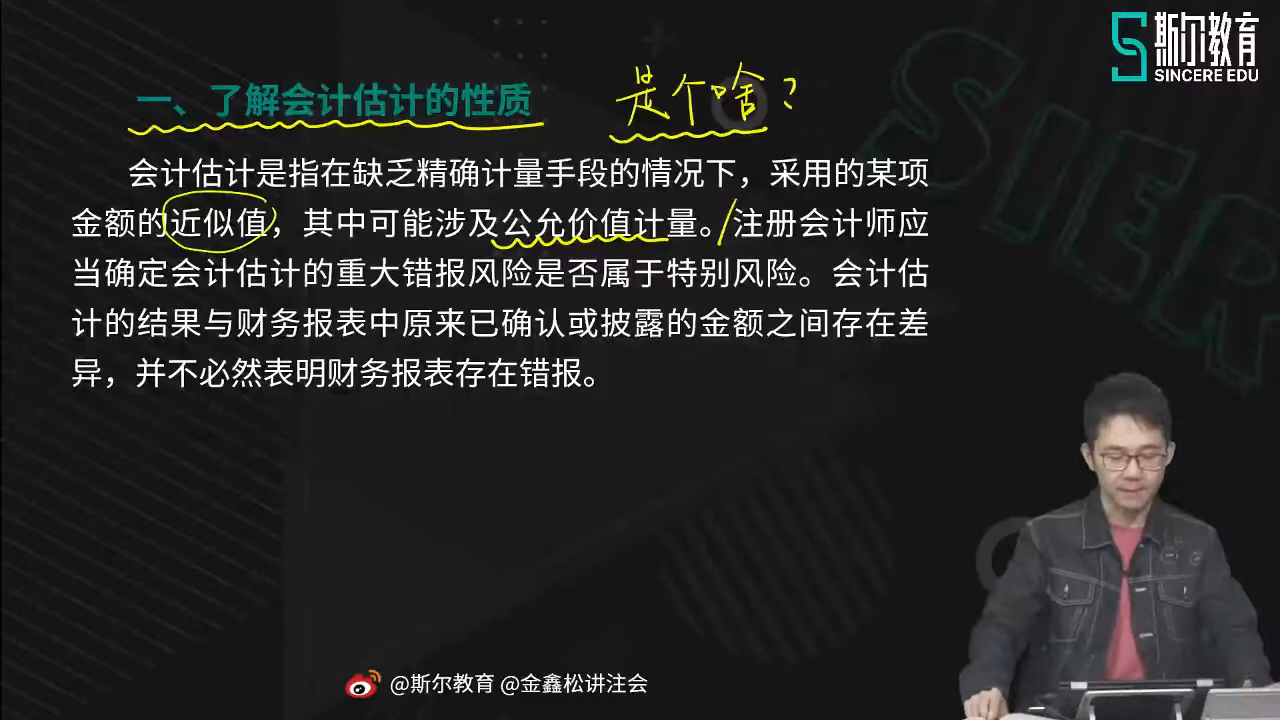 斯尔教育
SINCERE EDU
一、了解会计估计的性质 是个啥？
会计估计是指在缺乏精确计量手段的情况下，采用的某项
金额的近似值，其中可能涉及公允价值计量。注册会计师应
当确定会计估计的重大错报风险是否属于特别风险。会计估
计的结果与财务报表中原来已确认或披露的金额之间存在差
异，并不必然表明财务报表存在错报。
@斯尔教育 @金鑫松讲注会